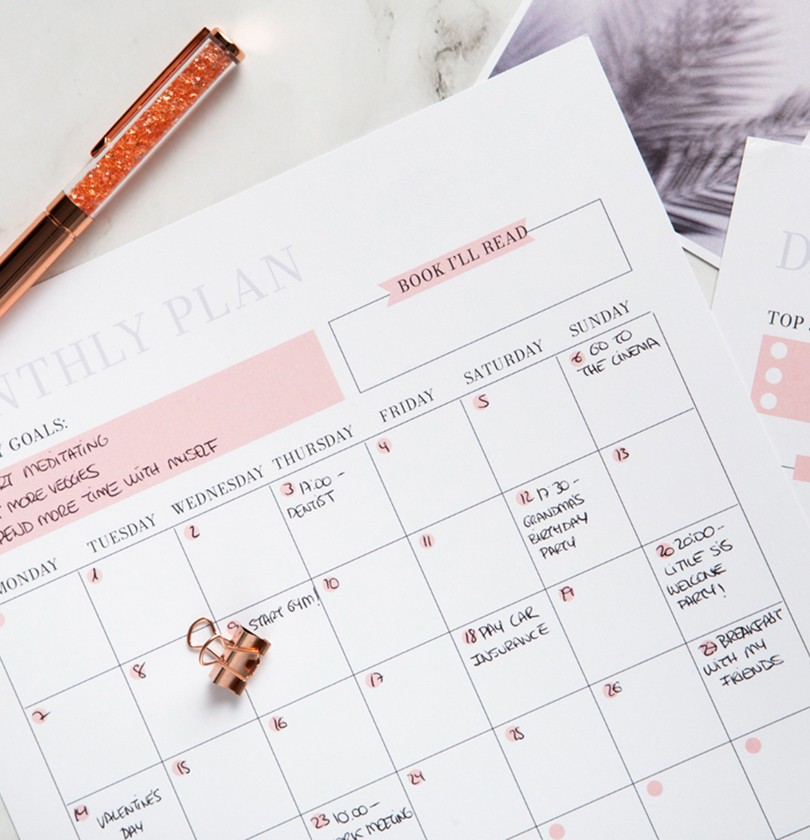 NTHLY PLAN
BOOK I'LL READ
D
TOP
Y GOALS:
RT MEDITATING
T MORE VEGGIES
PEND MORE TIME WITH MYSELF
MONDAY
TUESDAY
WEDNESDAY
THURSDAY
FRIDAY
SATURDAY
SUNDAY
1
2
3 17:00 -
DENTIST
4
5
6 GO TO
THE CINEMA
7
8
9 START GYM!
10
11
12 17:30 -
GRANDMA'S
BIRTHDAY
PARTY
13
14 VALENTINE'S
DAY
15
16
17
18 PAY CAR
INSURANCE
19
20 20:00 -
LITTLE SIS
WELCOME
PARTY!
23 10:00 -
RK MEETING
24
25
26
27 BREAKFAST
WITH MY
FRIENDS